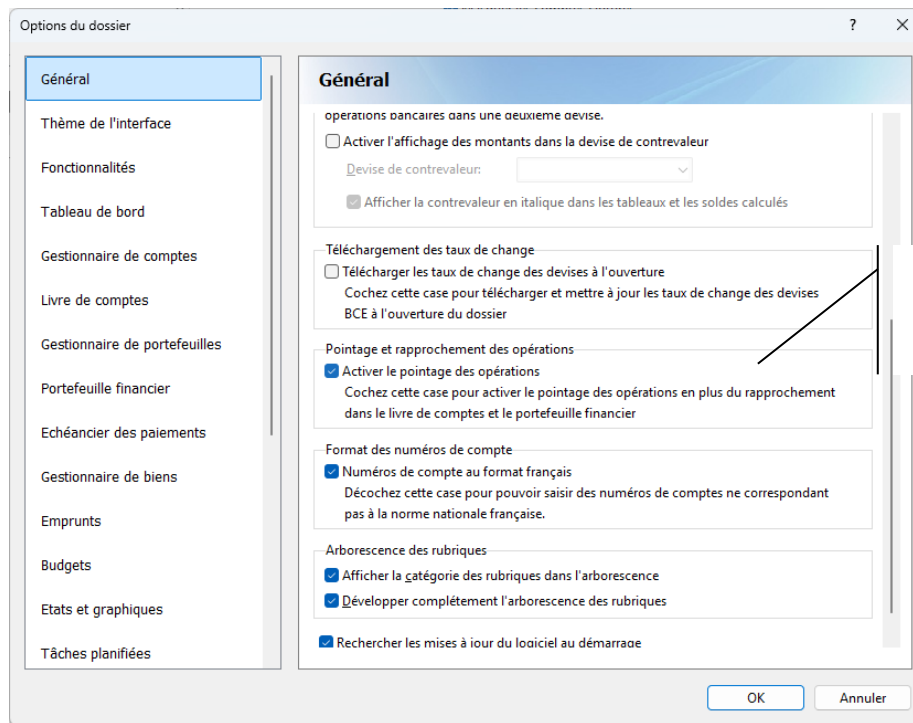 Options du dossier
?
Général
Thème de l'interface
Fonctionnalités
Tableau de bord
Gestionnaire de comptes
Livre de comptes
Gestionnaire de portefeuilles
Portefeuille financier
Echéancier des paiements
Gestionnaire de biens
Emprunts
Budgets
Etats et graphiques
Tâches planifiées
Général
opérations bancaires dans une deuxième devise.
Activer l'affichage des montants dans la devise de contrevaleur
Devise de contrevaleur:
Afficher la contrevaleur en italique dans les tableaux et les soldes calculés
Téléchargement des taux de change
Télécharger les taux de change des devises à l'ouverture
Cochez cette case pour télécharger et mettre à jour les taux de change des devises
BCE à l'ouverture du dossier
Pointage et rapprochement des opérations
Activer le pointage des opérations
Cochez cette case pour activer le pointage des opérations en plus du rapprochement
dans le livre de comptes et le portefeuille financier
Format des numéros de compte
Numéros de compte au format français
Décochez cette case pour pouvoir saisir des numéros de comptes ne correspondant
pas à la norme nationale française.
Arborescence des rubriques
Afficher la catégorie des rubriques dans l'arborescence
Développer complétement l'arborescence des rubriques
Rechercher les mises à jour du logiciel au démarrage
OK
Annuler